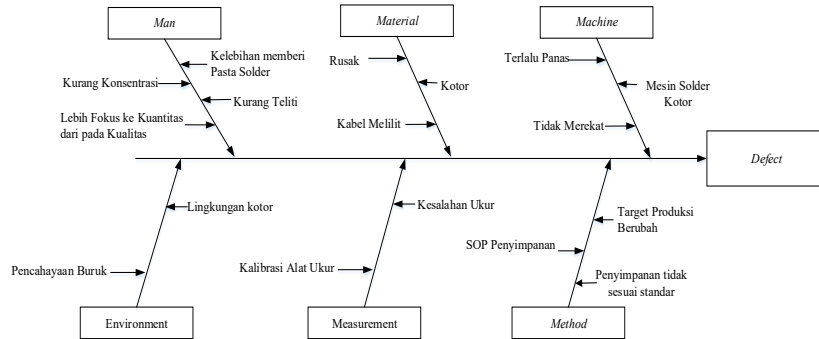 Man
Material
Machine
Kelebihan memberi
Pasta Solder
Kurang Konsentrasi
Kurang Teliti
Lebih Fokus ke Kuantitas
dari pada Kualitas
Rusak
Kotor
Kabel Melilit
Terlalu Panas
Mesin Solder
Kotor
Tidak Merekat
Defect
Lingkungan kotor
Pencahayaan Buruk
Kesalahan Ukur
Kalibrasi Alat Ukur
Target Produksi
Berubah
SOP Penyimpanan
Penyimpanan tidak
sesuai standar
Environment
Measurement
Method